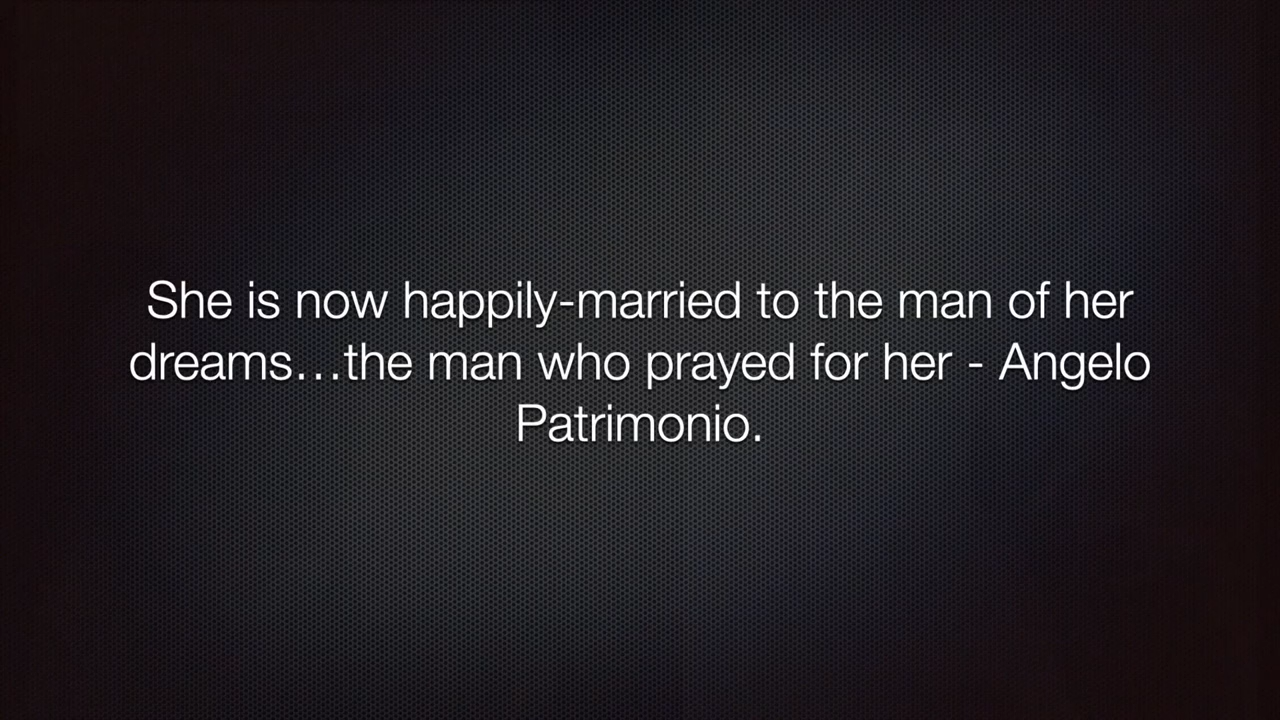 She is now happily-married to the man of her
dreams…the man who prayed for her - Angelo
Patrimonio.